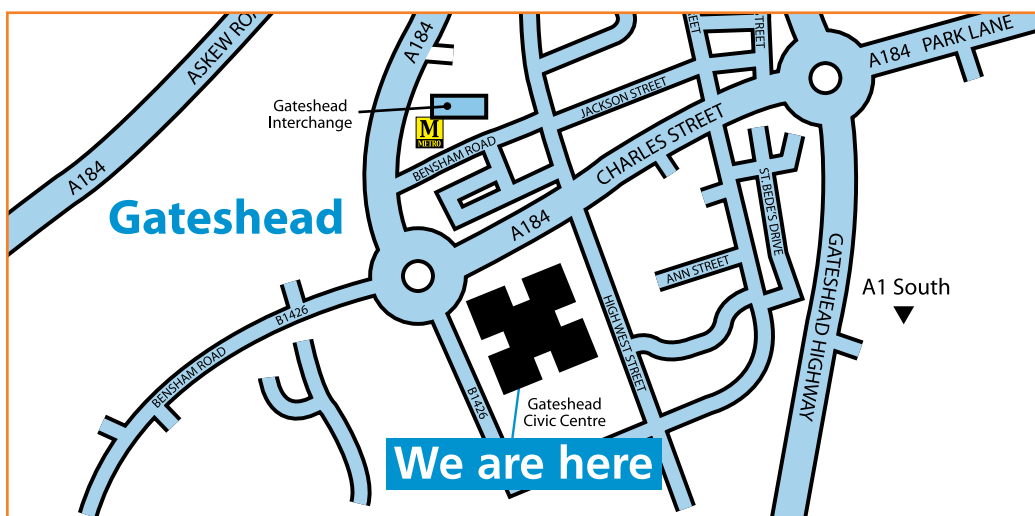 ASKEW RO
A184
STREET
STREET
A184 PARK LANE
Gateshead
Interchange
M
METRO
JACKSON STREET
BENSHAM ROAD
CHARLES STREET
A184
Gateshead
A184
ST.BEDE'S DRIVE
ANN STREET
GATESHEAD HIGHWAY
A1 South
B1426
BENSHAM ROAD
HIGH WEST STREET
B1426
Gateshead
Civic Centre
We are here